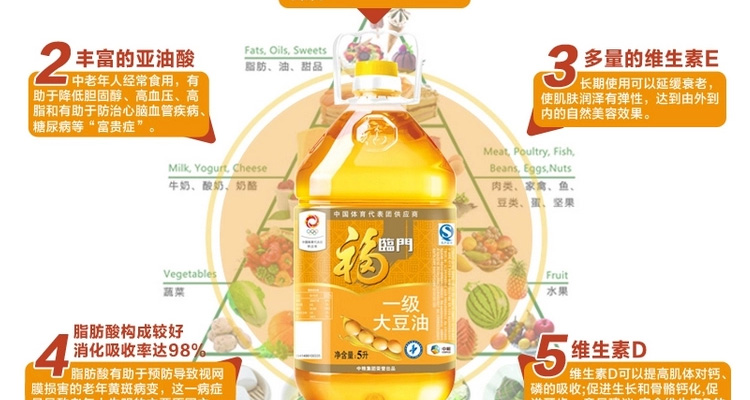 2 丰富的亚油酸
中老年人经常食用，有
助于降低胆固醇、高血压、高
脂和有助于防治心脑血管疾病、
糖尿病等“富贵症”。
3 多量的维生素E
长期使用可以延缓衰老，
使肌肤润泽有弹性，达到由外到
内的自然美容效果。
Fats, Oils, Sweets
脂肪、油、甜品
Milk, Yogurt, Cheese
牛奶、酸奶、奶酪
Meat, Poultry, Fish,
Beans, Eggs,Nuts
肉类、家禽、鱼、
豆类、蛋、坚果
Vegetables
蔬菜
Fruit
水果
中国体育代表团供应商
福臨門
一级
大豆油
净含量:5升
中粮集团荣誉出品
4 脂肪酸构成较好
消化吸收率达98%
脂肪酸有助于预防导致视网
膜损害的老年黄斑病变，这一病症
5 维生素D
维生素D可以提高肌体对钙、
磷的吸收;促进生长和骨骼钙化,促